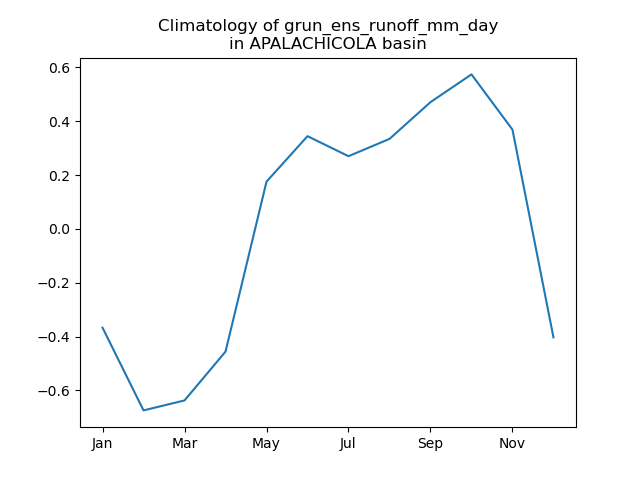 Climatology of grun_ens_runoff_mm_day
in APALACHICOLA basin
0.6
0.4
0.2
0.0
−0.2
−0.4
−0.6
Jan Mar May Jul Sep Nov